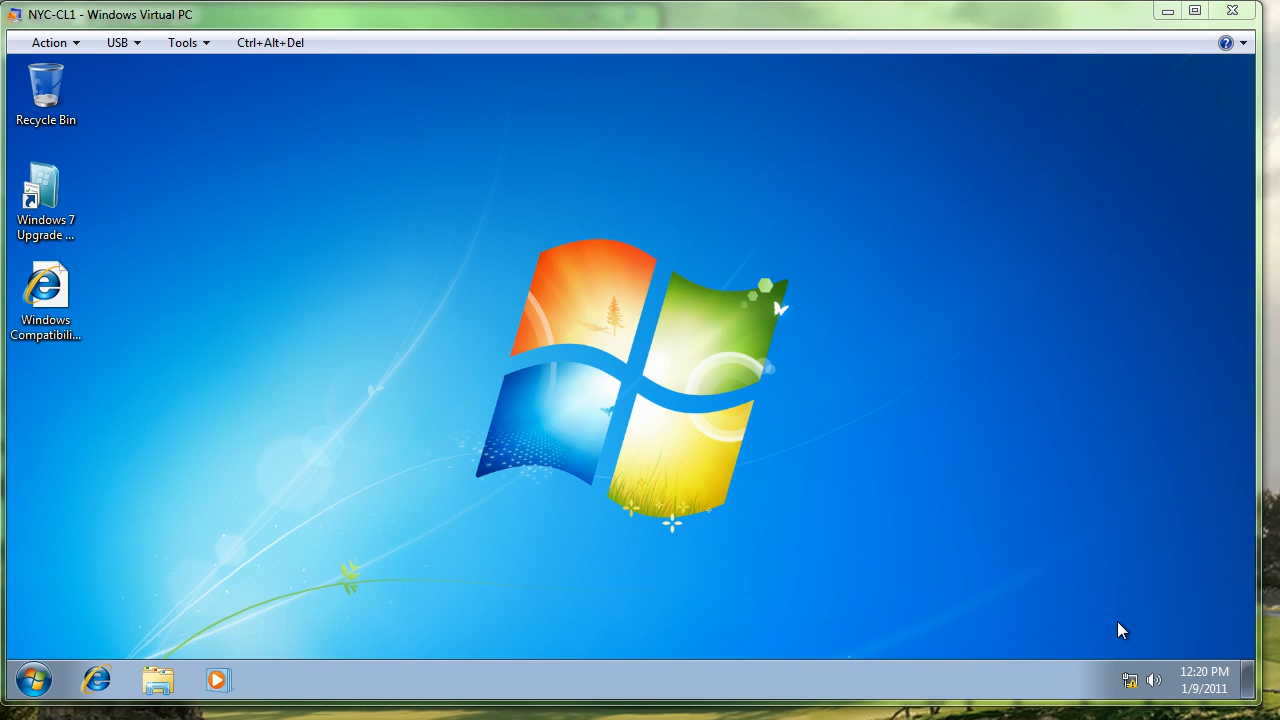 NYC-CL1 - Windows Virtual PC
Action USB Tools Ctrl+Alt+Del
Recycle Bin
Windows 7
Upgrade ...
Windows
Compatibili...
12:20 PM
1/9/2011